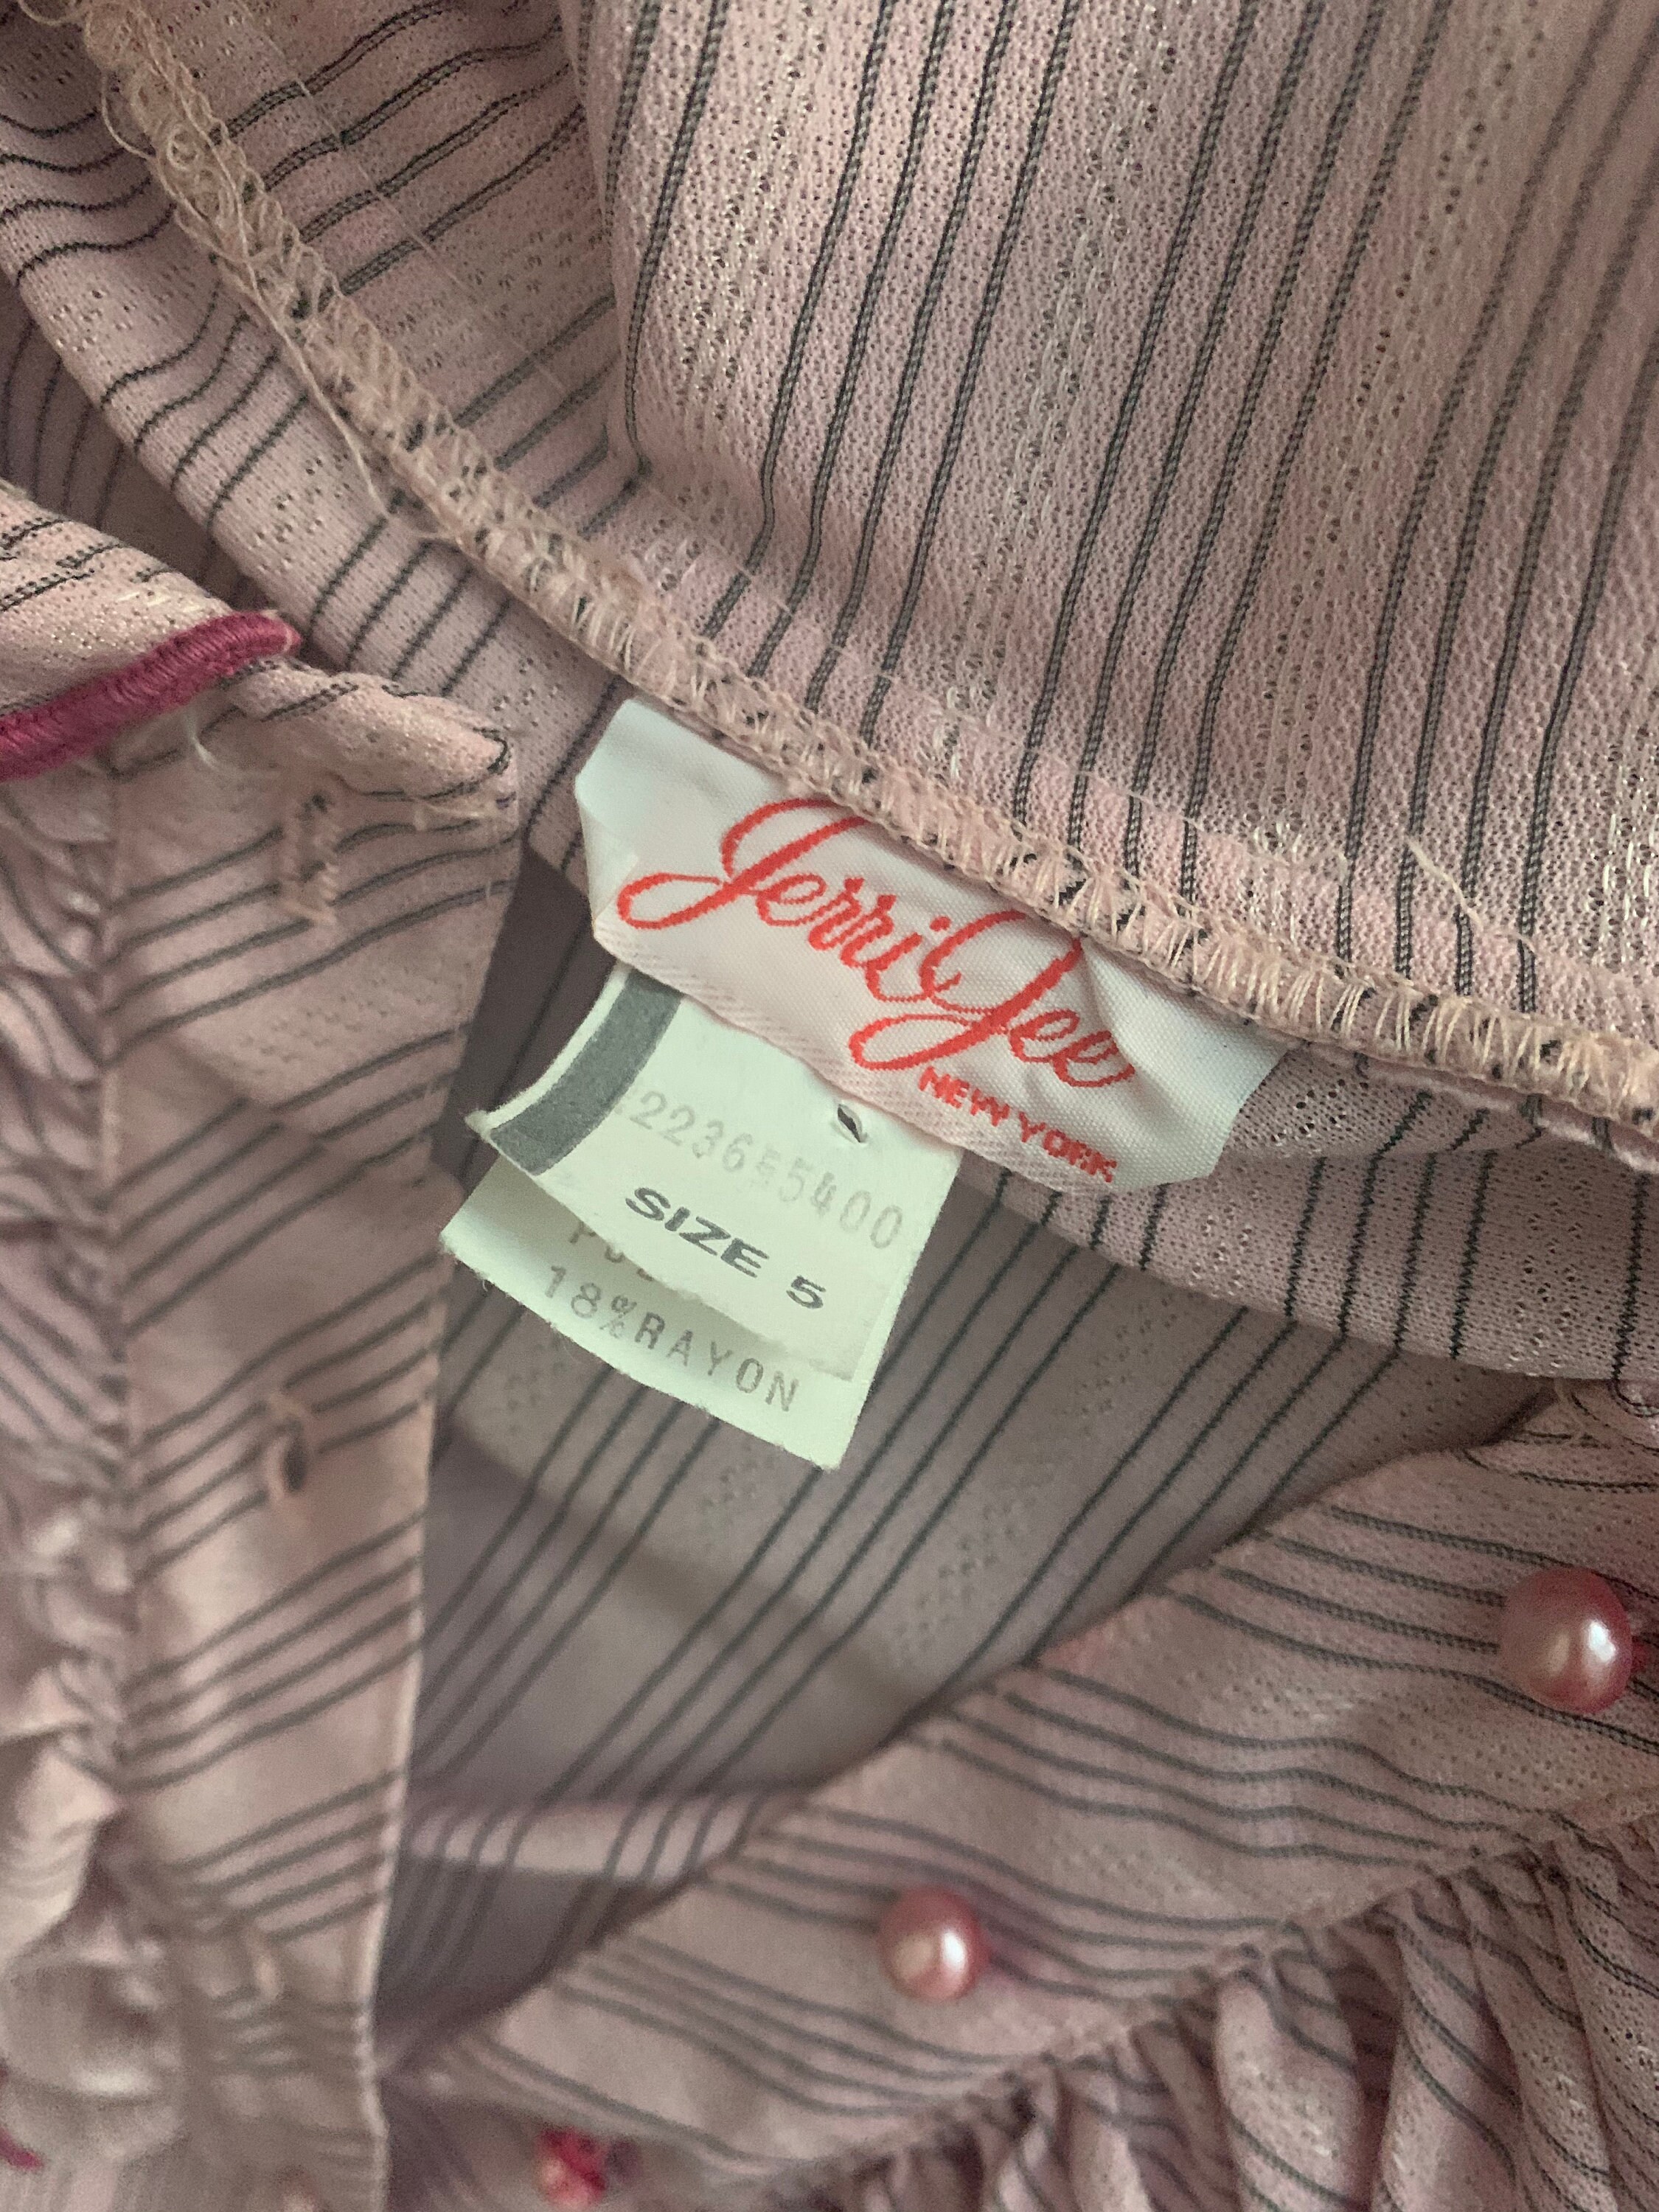 Jerri Jee
NEW YORK
223655400
SIZE 5
18%RAYON